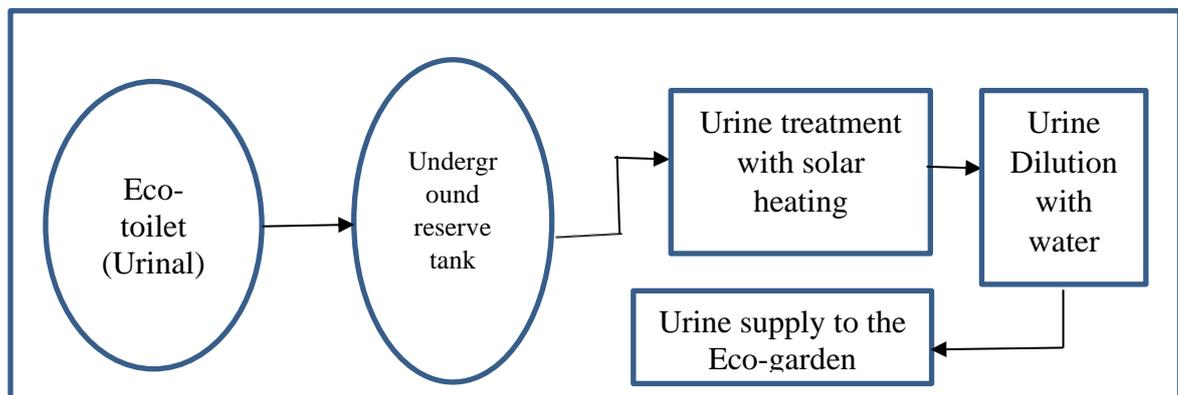 Eco-
toilet
(Urinal)
Undergr
ound
reserve
tank
Urine treatment
with solar
heating
Urine
Dilution
with
water
Urine supply to the
Eco-garden